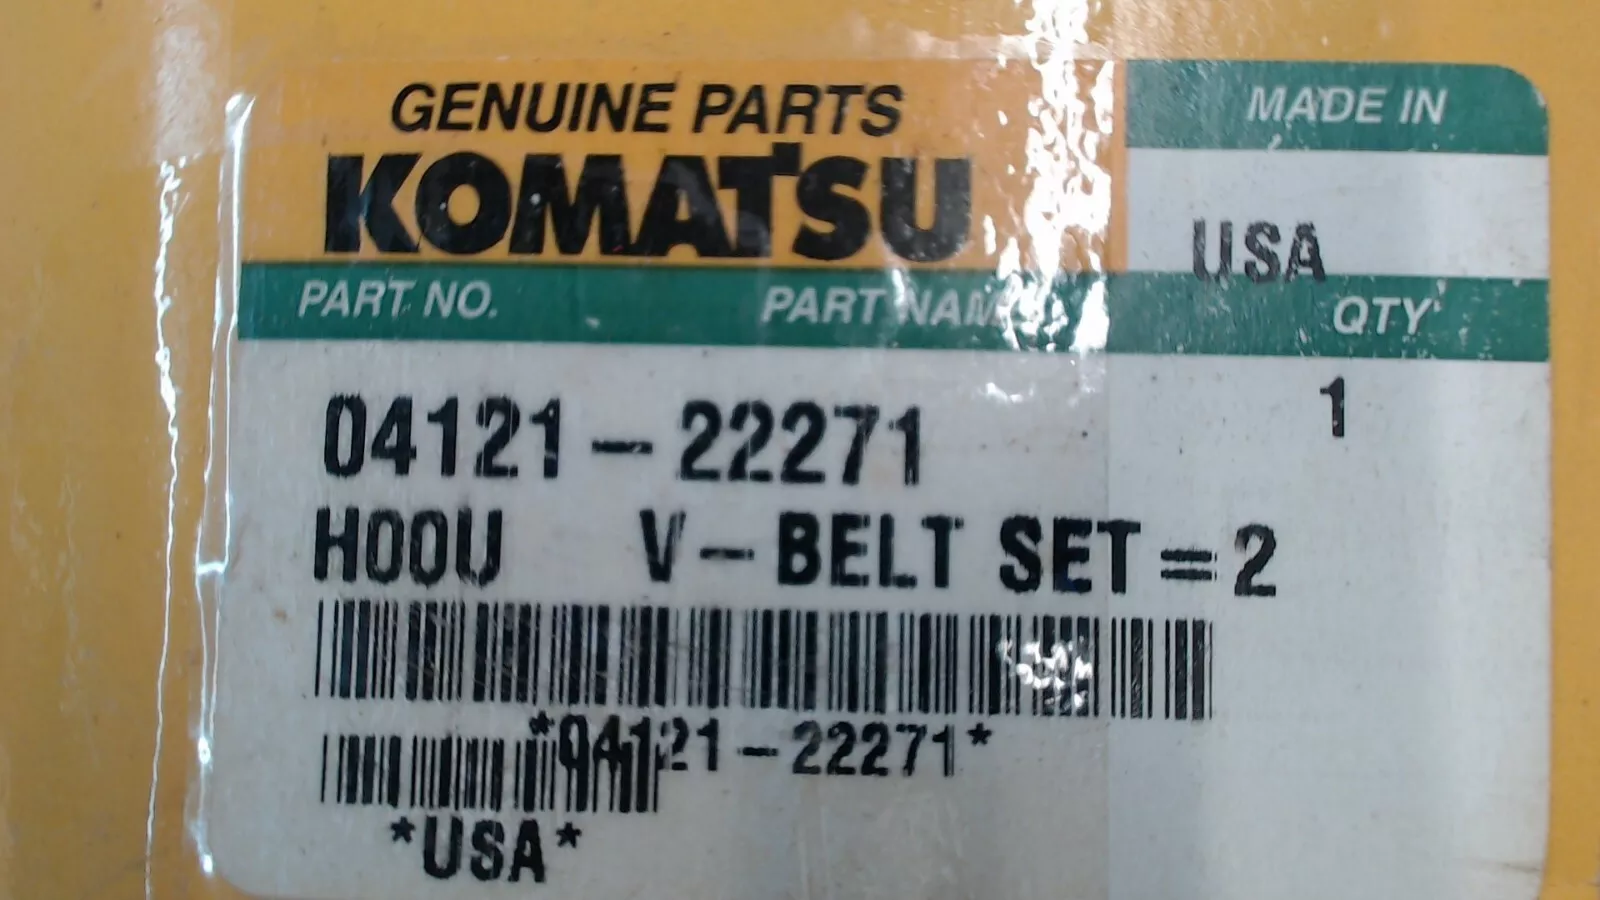 GENUINE PARTS
KOMATSU
MADE IN
USA
PART NO. PART NAME QTY
04121-22271 1
H00U V-BELT SET=2
*04121-22271*
*USA*